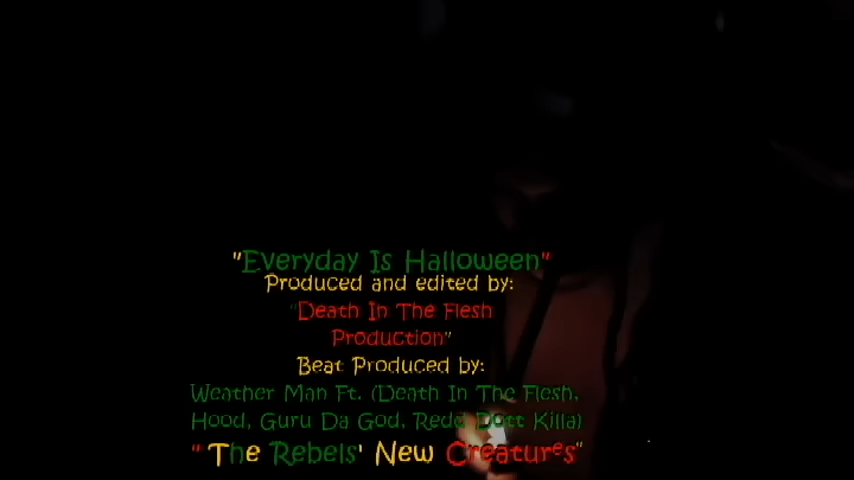 "Everyday Is Halloween"
Produced and edited by:
"Death In The Flesh
Production"
Beat Produced by:
Weather Man Ft. (Death In The Flesh,
Hood, Guru Da God, Redd Dott Killa)
" The Rebels' New Creatures"